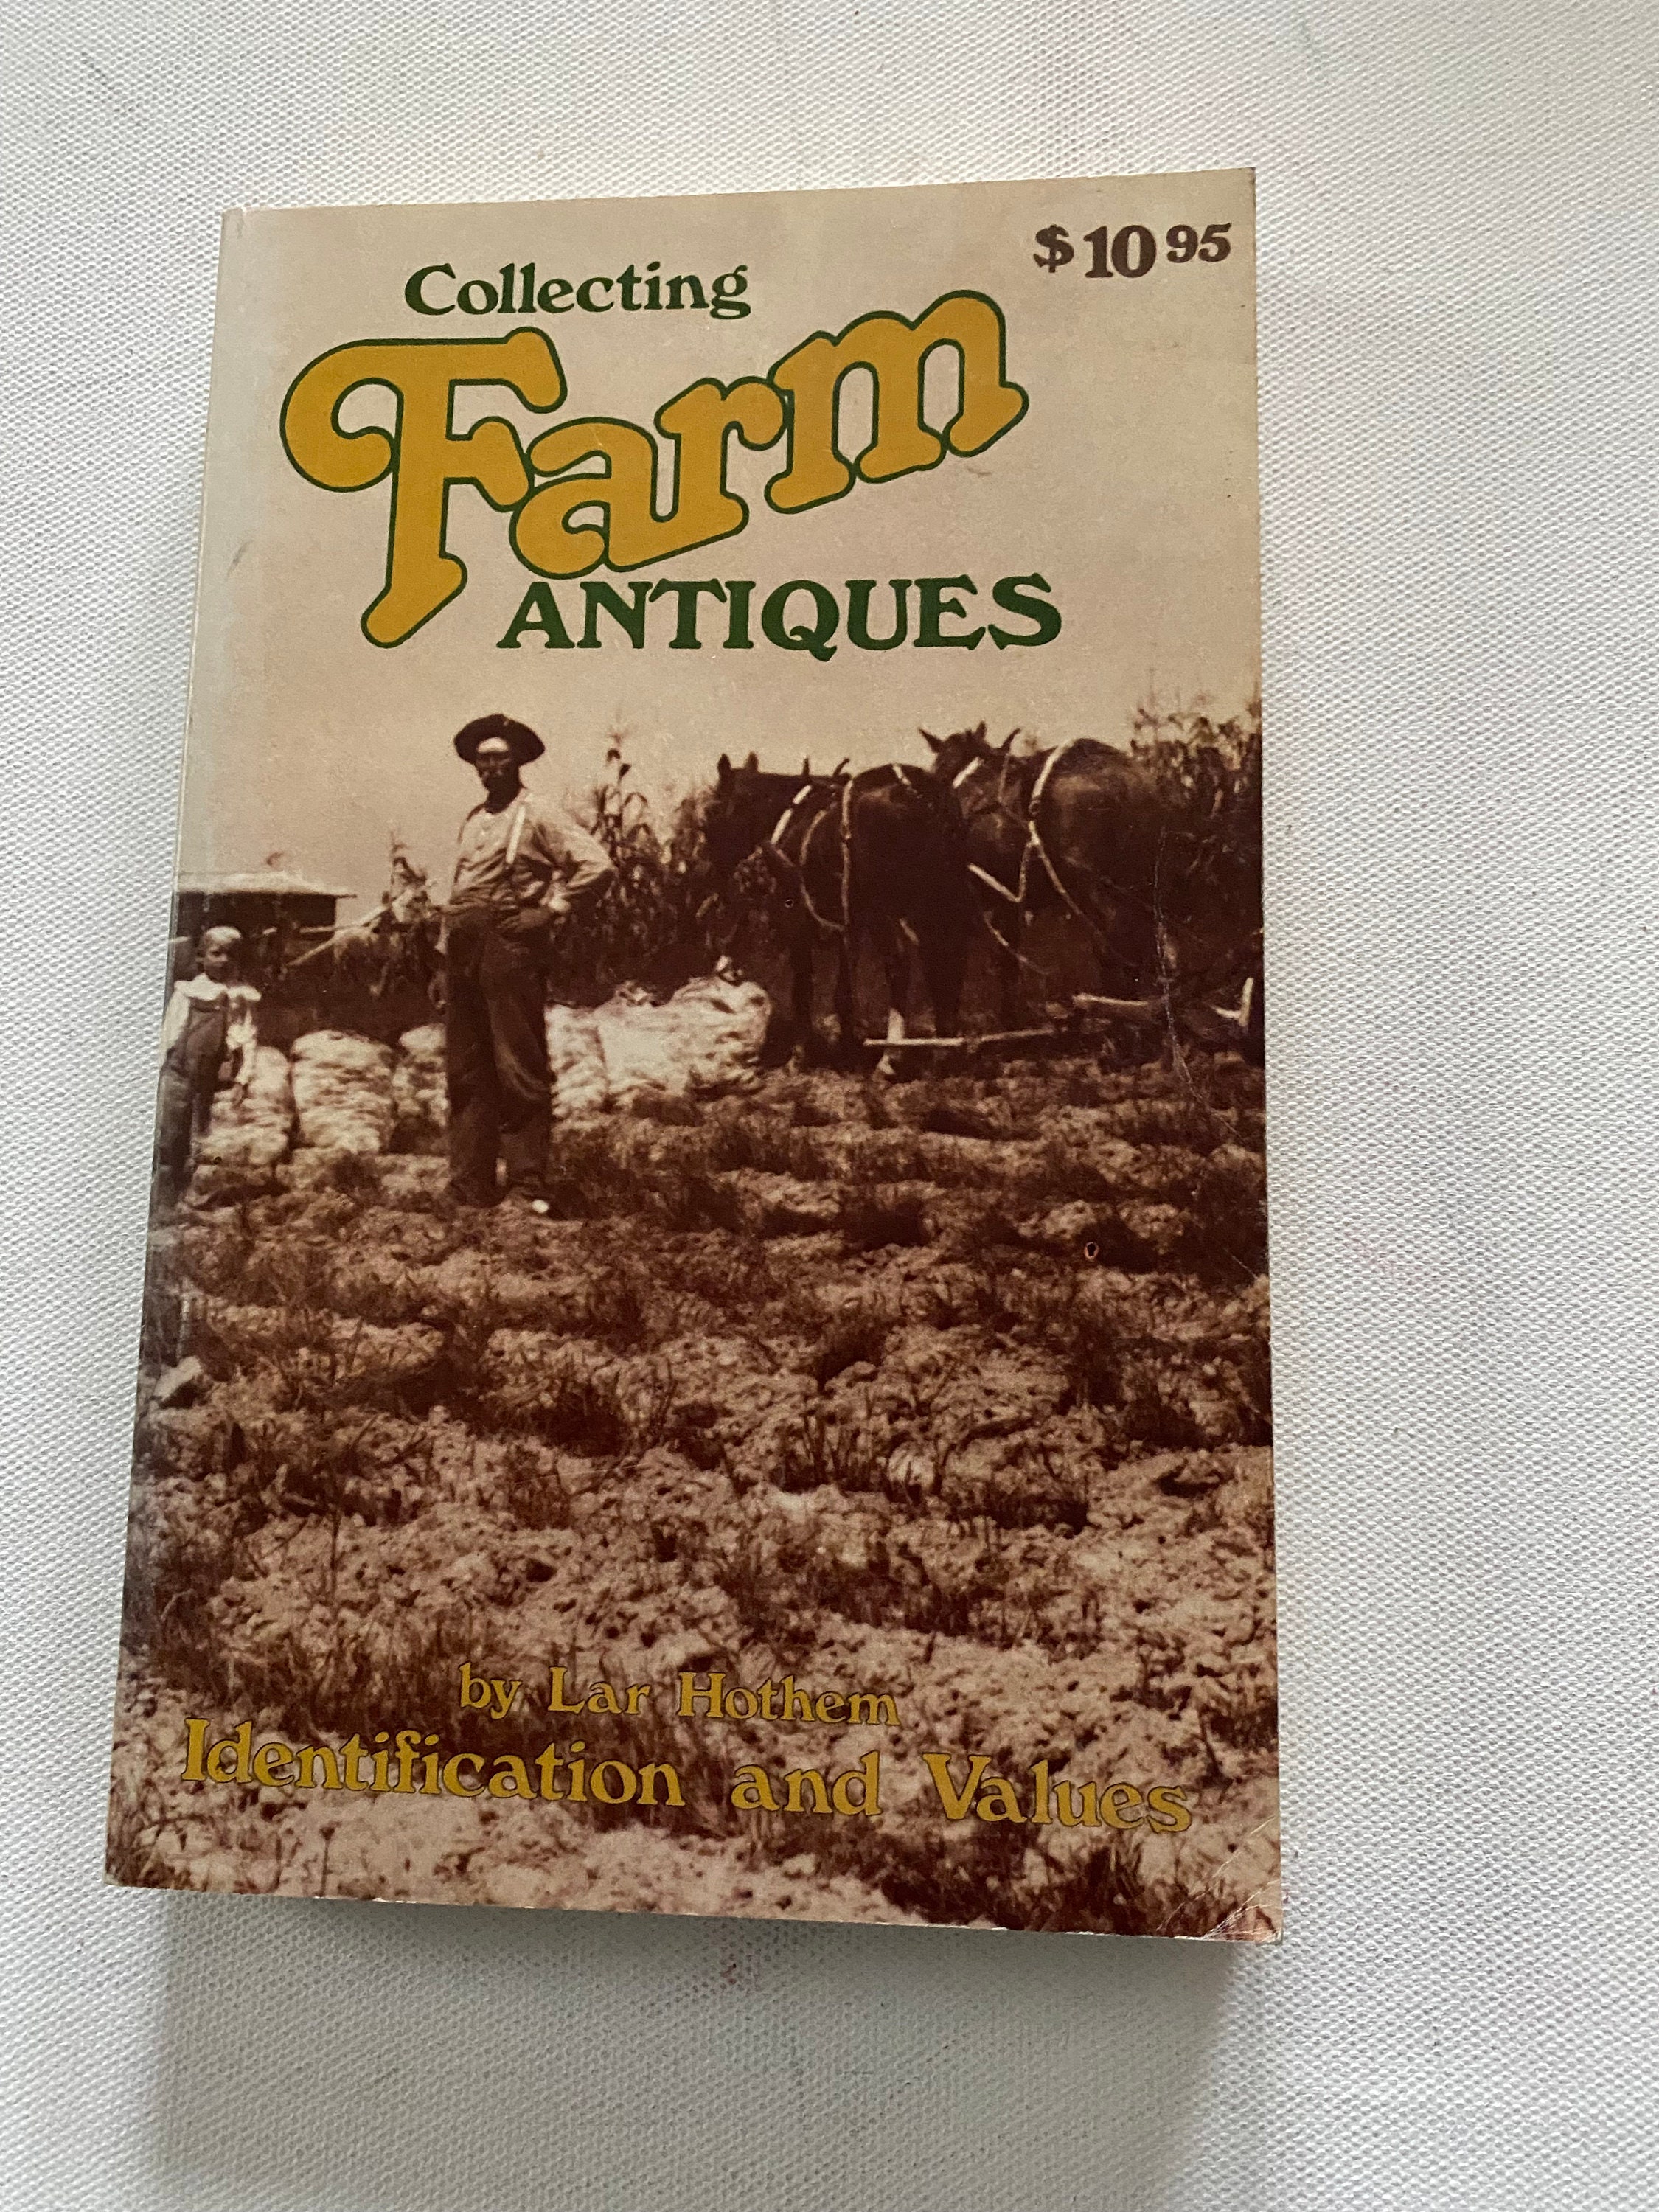 $10 95
Collecting
Farm
ANTIQUES
by Lar Hothem
Identification and Values